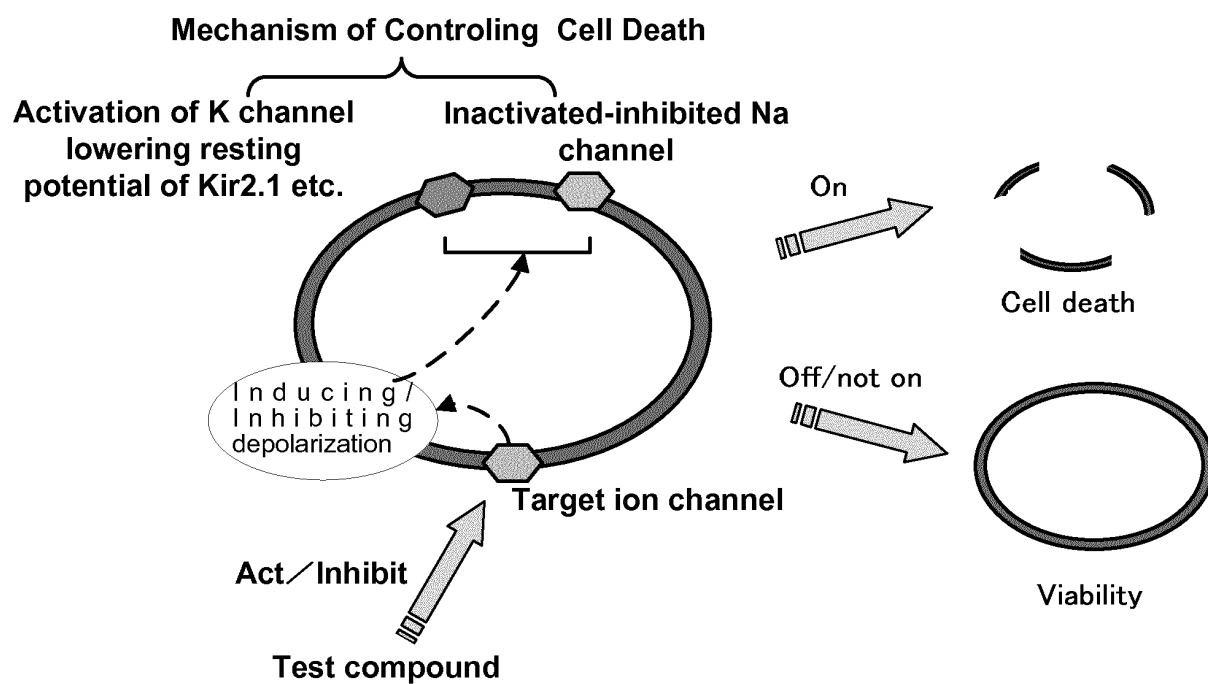 Mechanism of Controling Cell Death
Activation of K channel
lowering resting
potential of Kir2.1 etc.
Inactivated-inhibited Na
channel
On
Cell death
Off/not on
Viability
Inducing/
Inhibiting
depolarization
Target ion channel
Act／Inhibit
Test compound